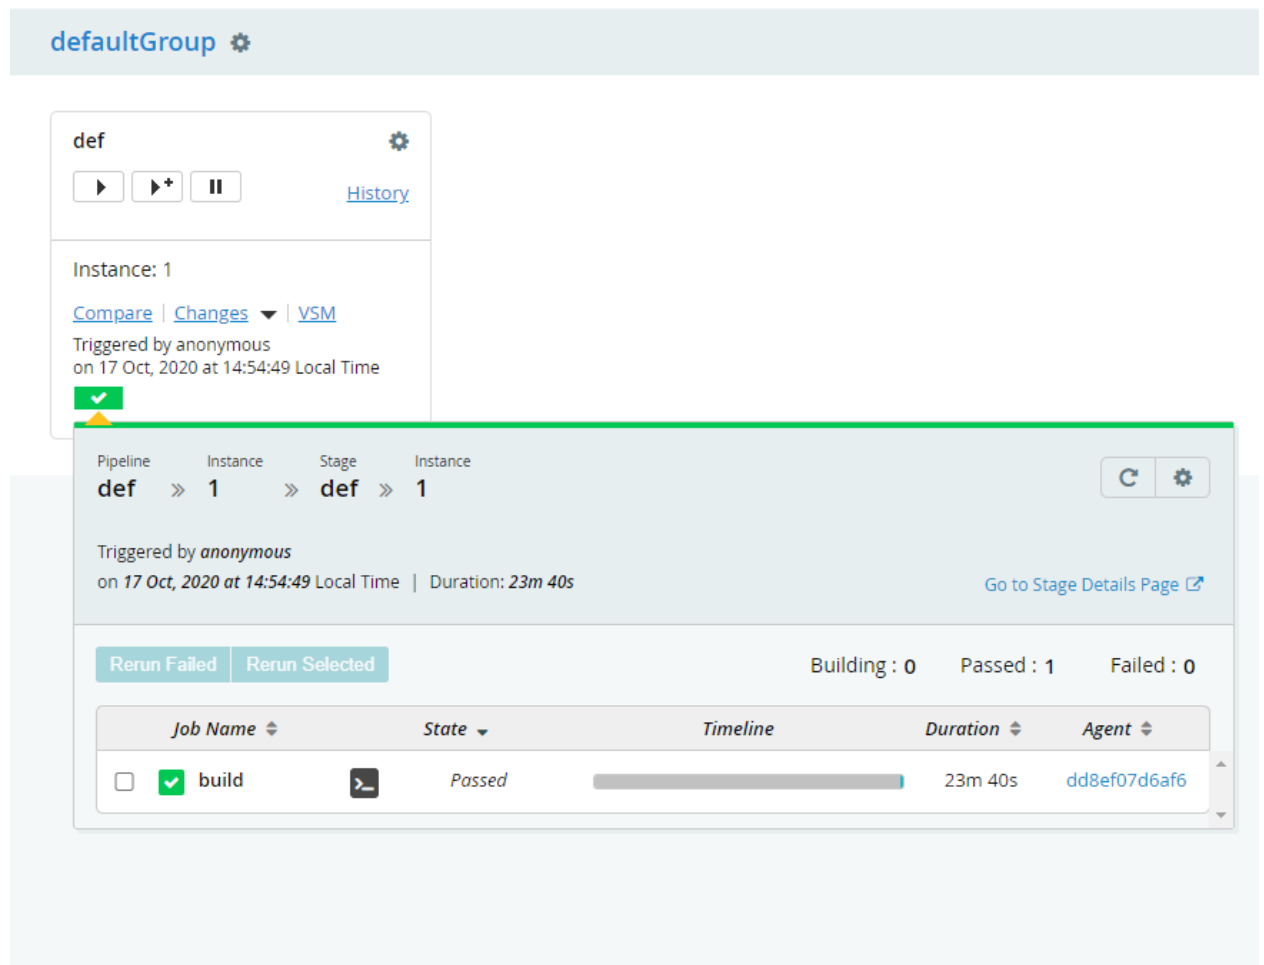 defaultGroup
def
History
Instance: 1
Compare Changes VSM
Triggered by anonymous
on 17 Oct, 2020 at 14:54:49 Local Time
Pipeline Instance Stage Instance
def » 1 » def » 1
Triggered by anonymous
on 17 Oct, 2020 at 14:54:49 Local Time | Duration: 23m 40s
Go to Stage Details Page
Rerun Failed Rerun Selected Building : 0 Passed : 1 Failed : 0
Job Name State Timeline Duration Agent
build Passed 23m 40s dd8ef07d6af6